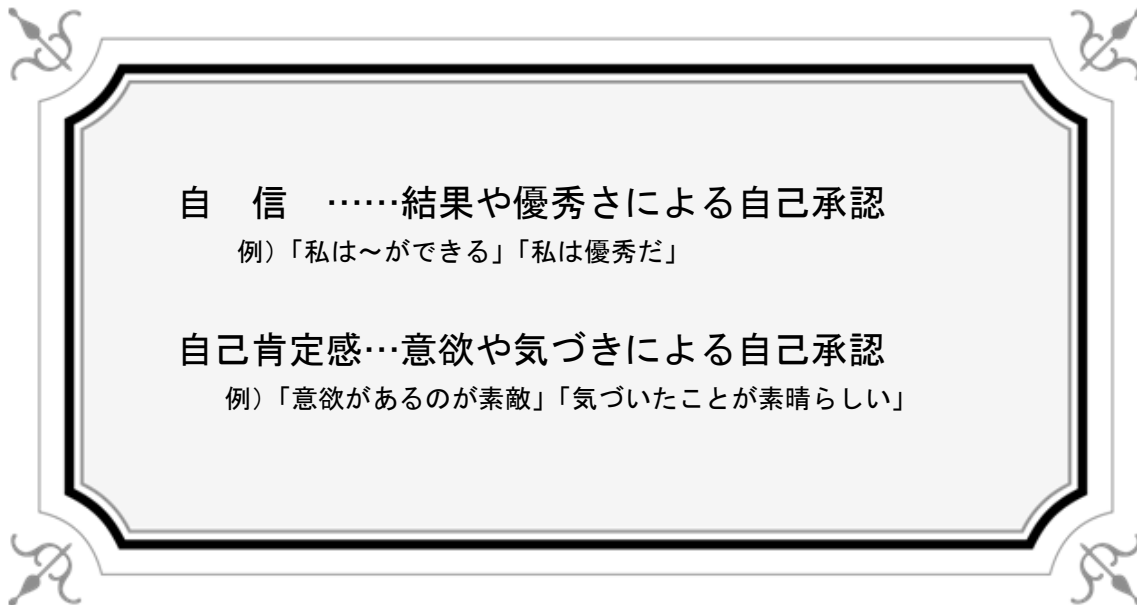 自　信　……結果や優秀さによる自己承認
例）「私は～ができる」「私は優秀だ」
自己肯定感…意欲や気づきによる自己承認
例）「意欲があるのが素敵」「気づいたことが素晴らしい」